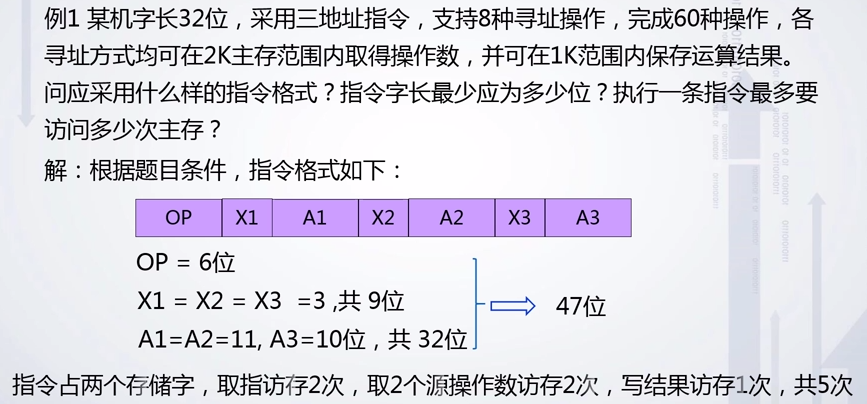 例1 某机字长32位，采用三地址指令，支持8种寻址操作，完成60种操作，各
寻址方式均可在2K主存范围内取得操作数，并可在1K范围内保存运算结果。
问应采用什么样的指令格式？指令字长最少应为多少位？执行一条指令最多要
访问多少次主存？
解：根据题目条件，指令格式如下：
OP X1 A1 X2 A2 X3 A3
OP = 6位
X1 = X2 = X3 =3 ,共 9位
47位
A1=A2=11, A3=10位，共 32位
指令占两个存储字，取指访存2次，取2个源操作数访存2次，写结果访存1次，共5次